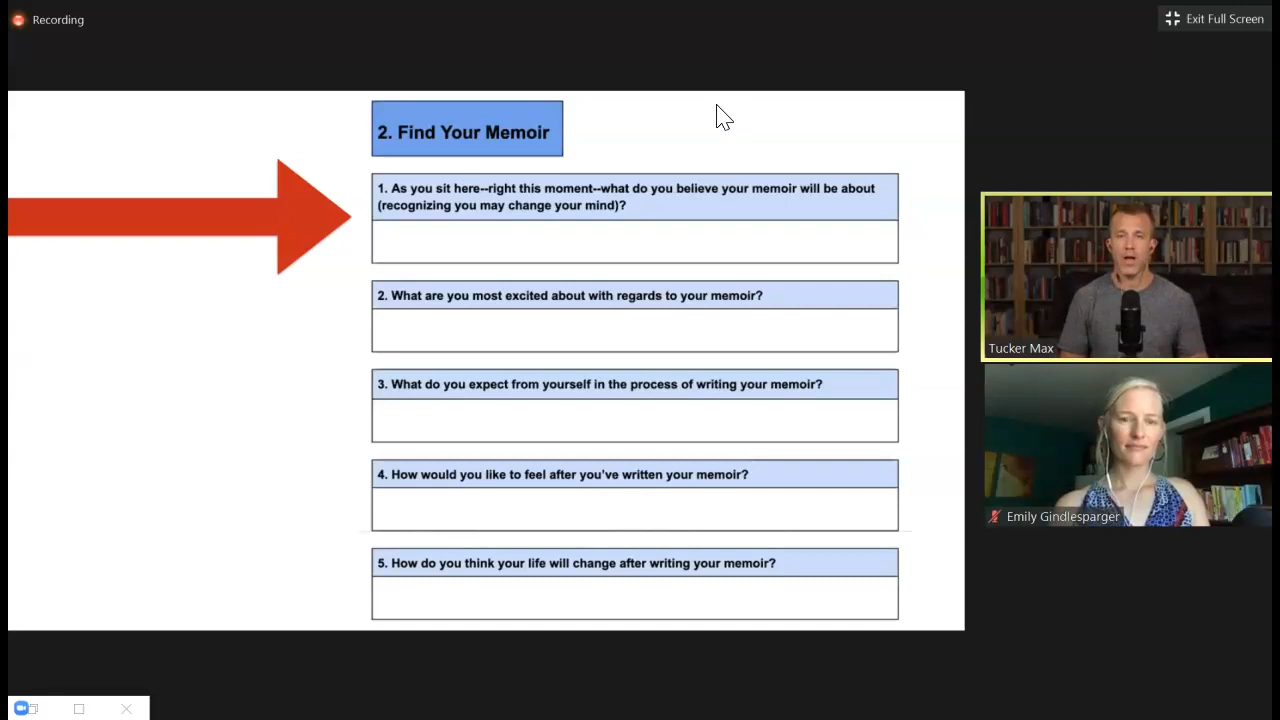 Recording
Exit Full Screen
2. Find Your Memoir
1. As you sit here--right this moment--what do you believe your memoir will be about
(recognizing you may change your mind)?
2. What are you most excited about with regards to your memoir?
3. What do you expect from yourself in the process of writing your memoir?
4. How would you like to feel after you've written your memoir?
5. How do you think your life will change after writing your memoir?
Tucker Max
Emily Gindlesparger